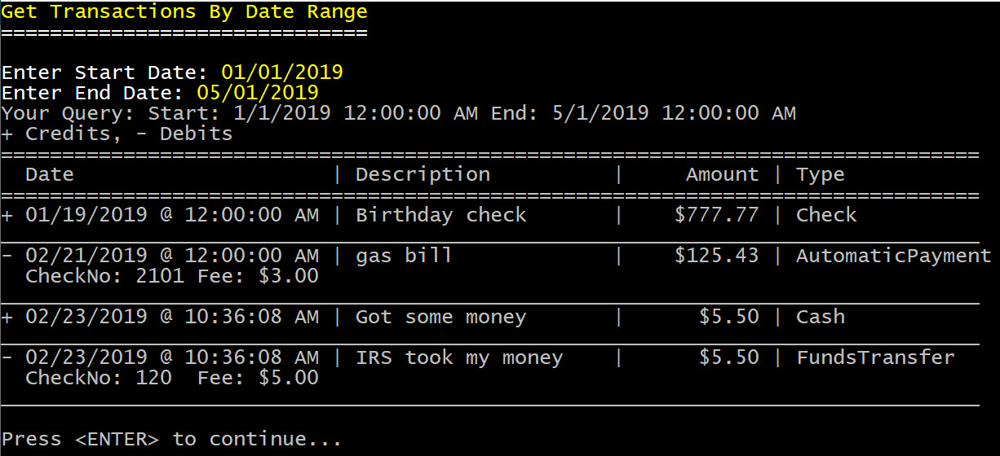 Get Transactions By Date Range
==============================
Enter Start Date: 01/01/2019
Enter End Date: 05/01/2019
Your Query: Start: 1/1/2019 12:00:00 AM End: 5/1/2019 12:00:00 AM
+ Credits, - Debits
================================================================================
  Date                     | Description          |     Amount | Type
================================================================================
+ 01/19/2019 @ 12:00:00 AM | Birthday check       |    $777.77 | Check
________________________________________________________________________________
- 02/21/2019 @ 12:00:00 AM | gas bill             |    $125.43 | AutomaticPayment
  CheckNo: 2101 Fee: $3.00
________________________________________________________________________________
+ 02/23/2019 @ 10:36:08 AM | Got some money       |      $5.50 | Cash
________________________________________________________________________________
- 02/23/2019 @ 10:36:08 AM | IRS took my money    |      $5.50 | FundsTransfer
  CheckNo: 120  Fee: $5.00
________________________________________________________________________________
Press <ENTER> to continue...